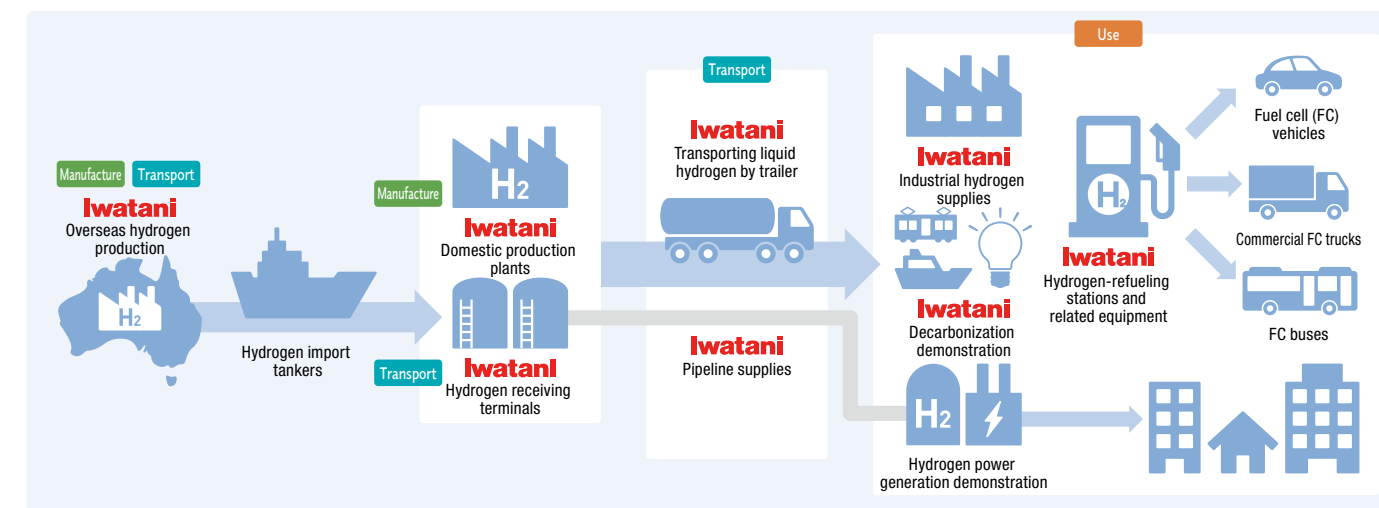 Manufacture
Transport
Iwatani
Overseas hydrogen
production
H2
Hydrogen import
tankers
Manufacture
H2
Iwatani
Domestic production
plants
Transport
Iwatani
Hydrogen receiving
terminals
Transport
Iwatani
Transporting liquid
hydrogen by trailer
Iwatani
Pipeline supplies
Use
Iwatani
Industrial hydrogen
supplies
Iwatani
Decarbonization
demonstration
H2
Hydrogen power
generation demonstration
H2
Iwatani
Hydrogen-refueling
stations and
related equipment
Fuel cell (FC)
vehicles
Commercial FC trucks
FC buses